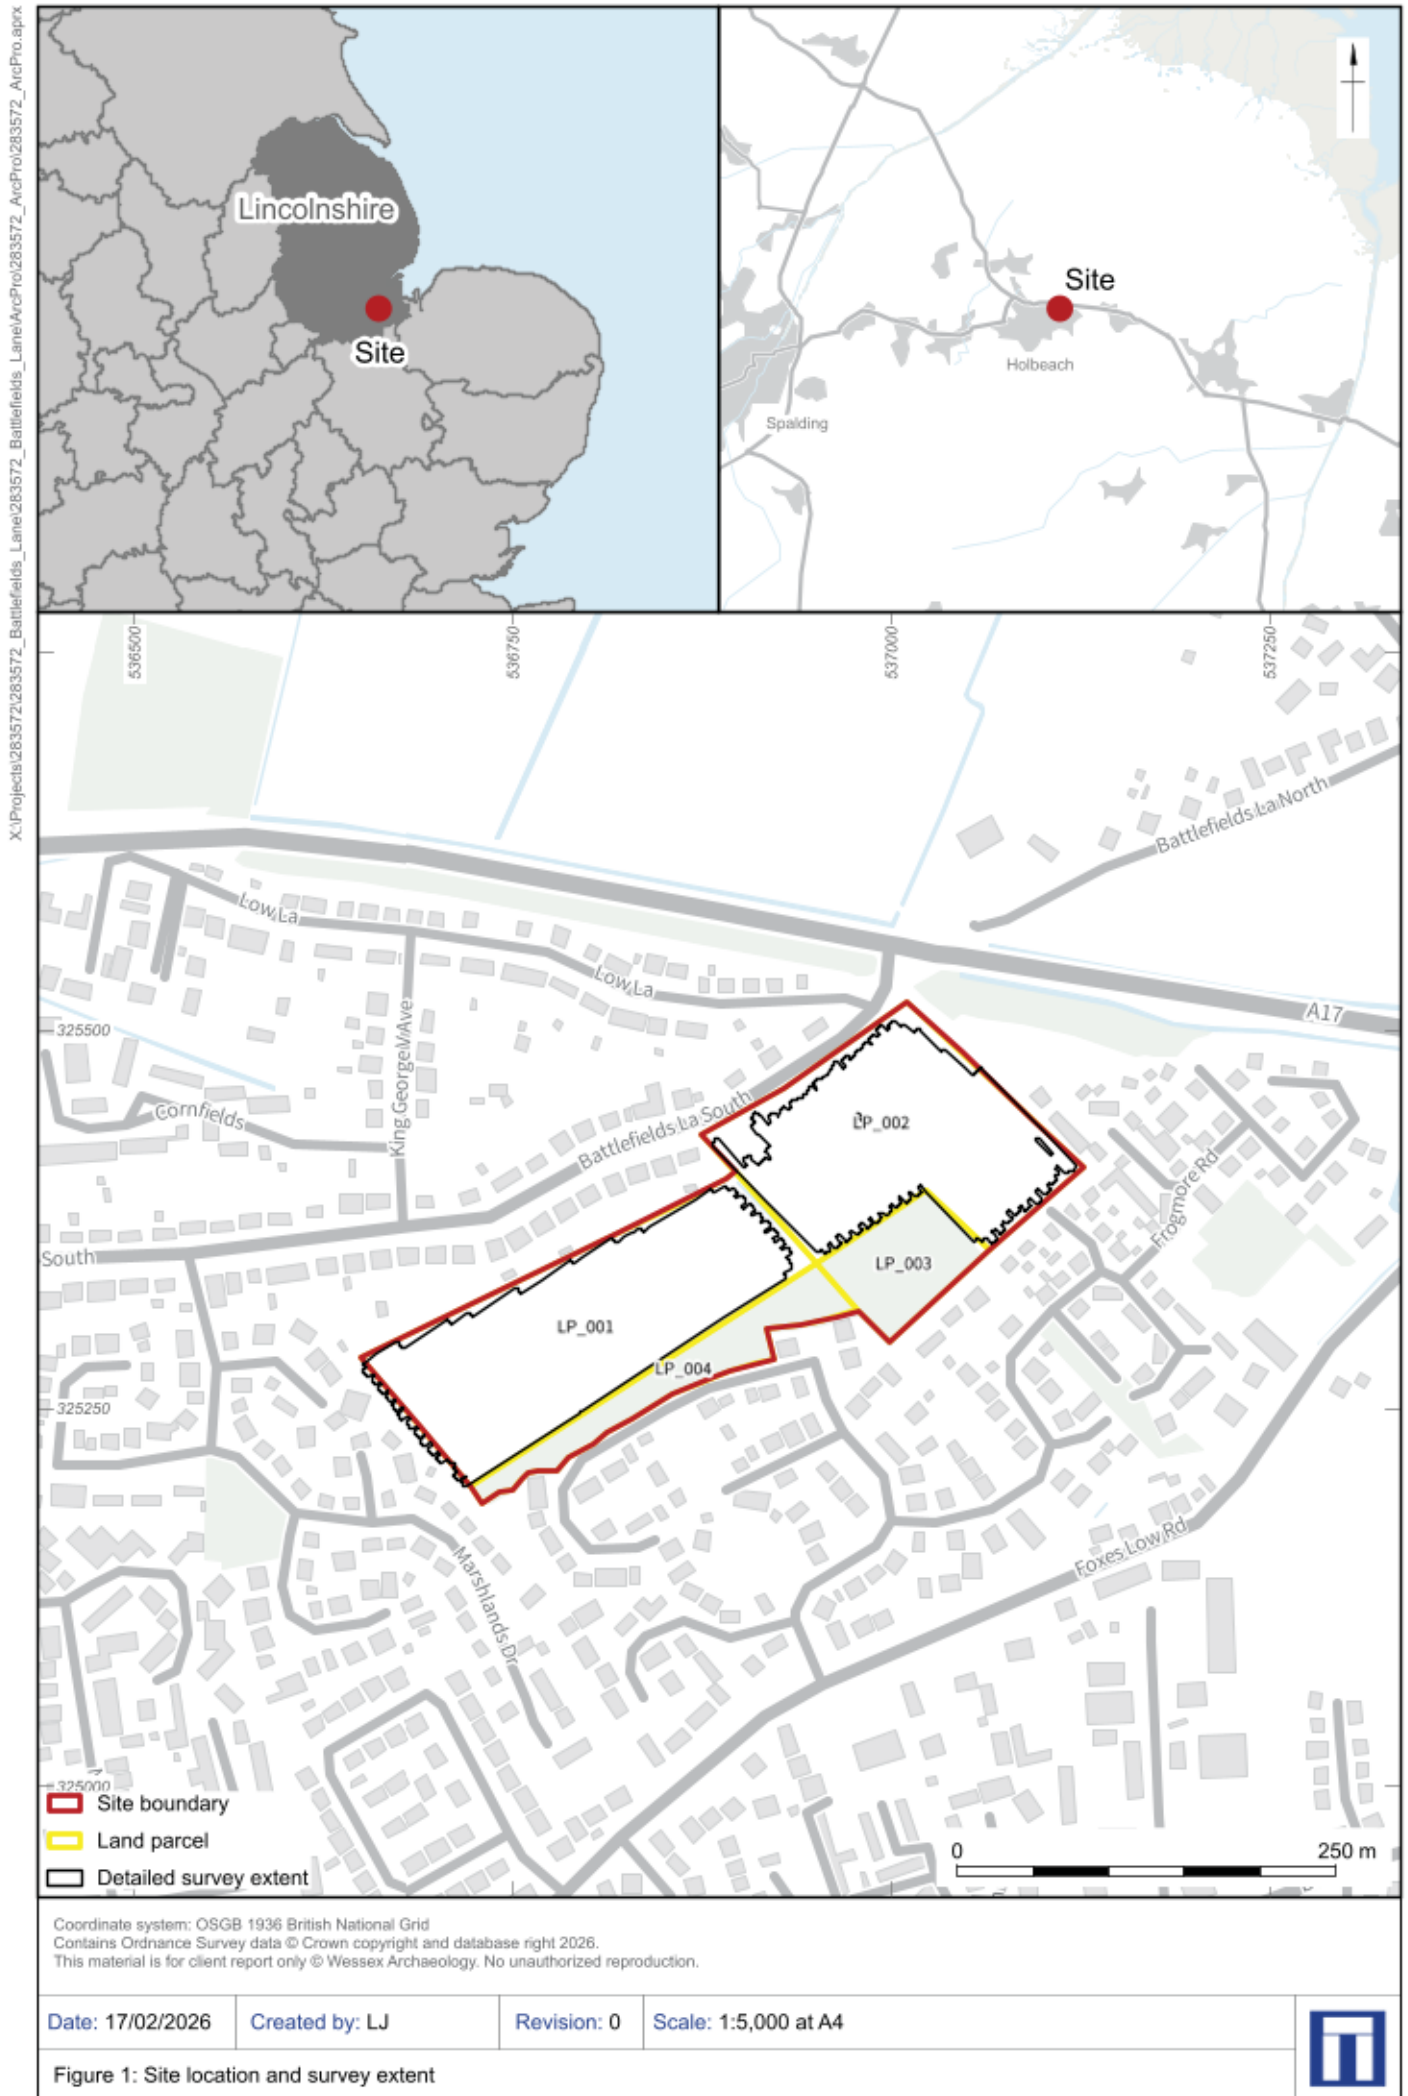 X:\Projects\283572\283572_Battlefields_Lane\283572_Battlefields_Lane\ArcPro\283572_ArcPro\283572_ArcPro.aprx
Lincolnshire
Site
Site
Holbeach
Spalding
536500
536750
537000
537250
Battlefields La North
Low La
Low La
A17
325500
King George V Ave
Cornfields
Battlefields La South
LP_002
Frogmore Rd
South
LP_003
LP_001
LP_004
325250
Foxes Low Rd
Marshlands Dr
325000
Site boundary
Land parcel
Detailed survey extent
0 250 m
Coordinate system: OSGB 1936 British National Grid
Contains Ordnance Survey data © Crown copyright and database right 2026.
This material is for client report only © Wessex Archaeology. No unauthorized reproduction.
Date: 17/02/2026 Created by: LJ Revision: 0 Scale: 1:5,000 at A4
Figure 1: Site location and survey extent